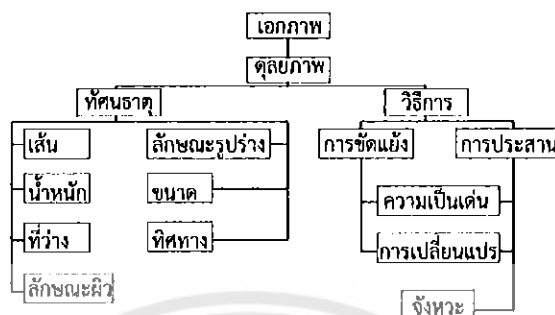 เอกภาพ
ดุลยภาพ
ทัศนธาตุ
วิธีการ
เส้น
ลักษณะรูปร่าง
การขัดแย้ง
การประสาน
น้ำหนัก
ขนาด
ความเป็นเด่น
ที่ว่าง
ทิศทาง
การเปลี่ยนแปร
ลักษณะผิว
จังหวะ